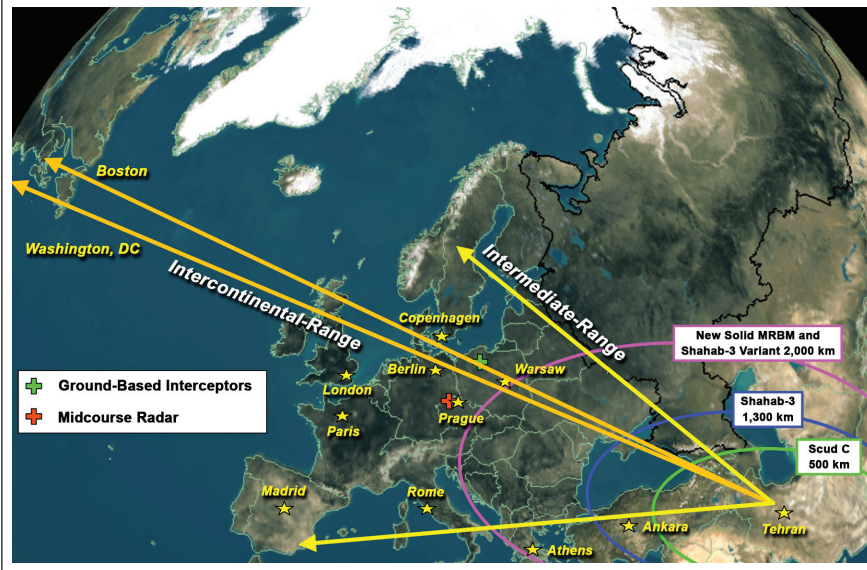 Boston
Washington, DC
Intercontinental-Range
Intermediate-Range
Copenhagen
New Solid MRBM and
Shahab-3 Variant 2,000 km
Berlin
Warsaw
Ground-Based Interceptors
Midcourse Radar
London
Prague
Paris
Shahab-3
1,300 km
Scud C
500 km
Madrid
Rome
Ankara
Tehran
Athens